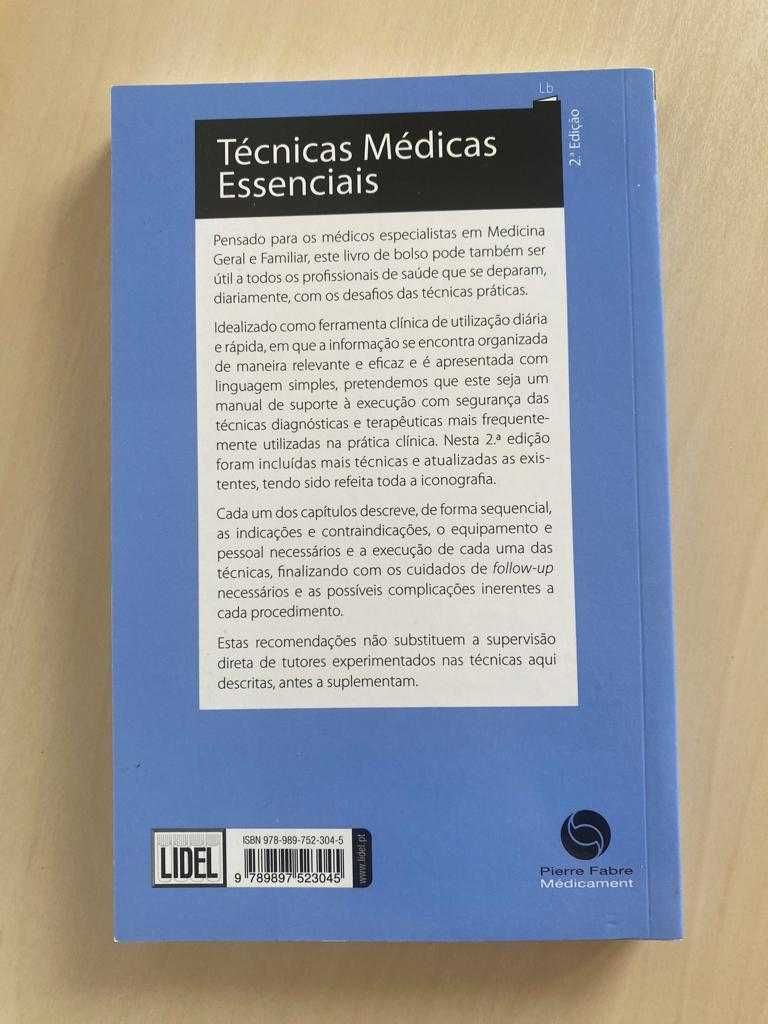 Lb
2.ª Edição
Técnicas Médicas
Essenciais
Pensado para os médicos especialistas em Medicina
Geral e Familiar, este livro de bolso pode também ser
útil a todos os profissionais de saúde que se deparam,
diariamente, com os desafios das técnicas práticas.
Idealizado como ferramenta clínica de utilização diária
e rápida, em que a informação se encontra organizada
de maneira relevante e eficaz e é apresentada com
linguagem simples, pretendemos que este seja um
manual de suporte à execução com segurança das
técnicas diagnósticas e terapêuticas mais frequente-
mente utilizadas na prática clínica. Nesta 2.ª edição
foram incluídas mais técnicas e atualizadas as exis-
tentes, tendo sido refeita toda a iconografia.
Cada um dos capítulos descreve, de forma sequencial,
as indicações e contraindicações, o equipamento e
pessoal necessários e a execução de cada uma das
técnicas, finalizando com os cuidados de follow-up
necessários e as possíveis complicações inerentes a
cada procedimento.
Estas recomendações não substituem a supervisão
direta de tutores experimentados nas técnicas aqui
descritas, antes a suplementam.
LIDEL
ISBN 978-989-752-304-5
9 789897 523045
www.lidel.pt
Pierre Fabre
Médicament